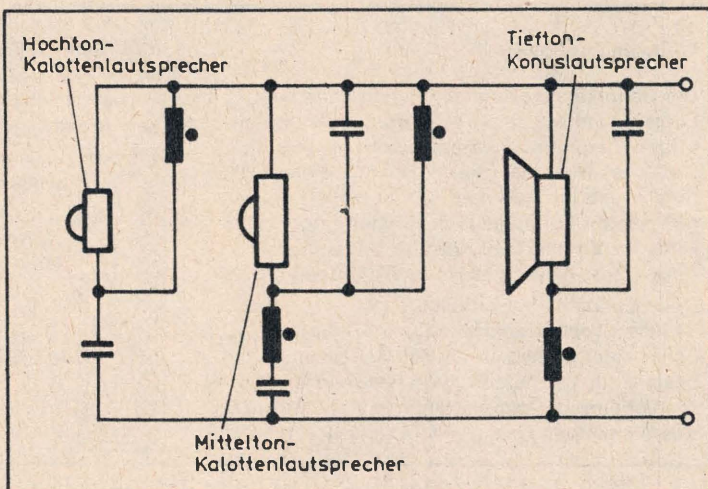 Hochton-
Kalottenlautsprecher
Tiefton-
Konuslautsprecher
Mittelton-
Kalottenlautsprecher